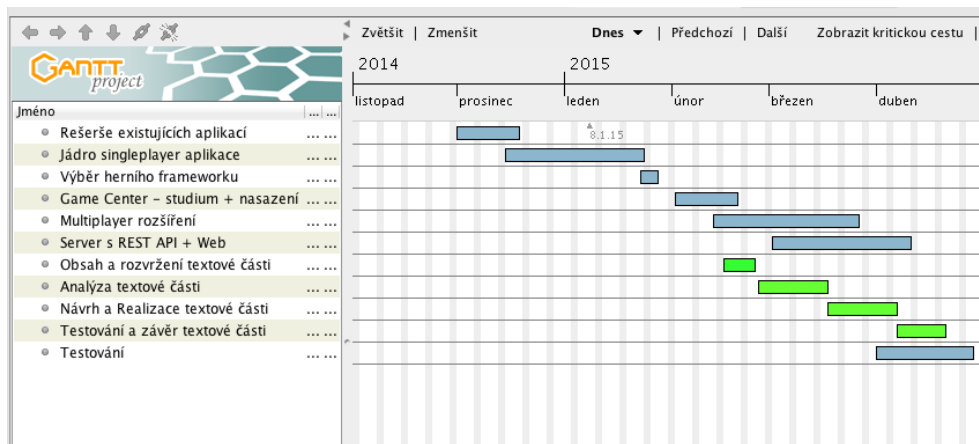 Zvětšit | Zmenšit Dnes ▼ | Předchozí | Další Zobrazit kritickou cestu |
GANTT
project
2014 2015
listopad prosinec leden únor březen duben
Jméno ... ...
8.1.15
Rešerše existujících aplikací ... ...
Jádro singleplayer aplikace ... ...
Výběr herního frameworku ... ...
Game Center – studium + nasazení ... ...
Multiplayer rozšíření ... ...
Server s REST API + Web ... ...
Obsah a rozvržení textové části ... ...
Analýza textové části ... ...
Návrh a Realizace textové části ... ...
Testování a závěr textové části ... ...
Testování ... ...